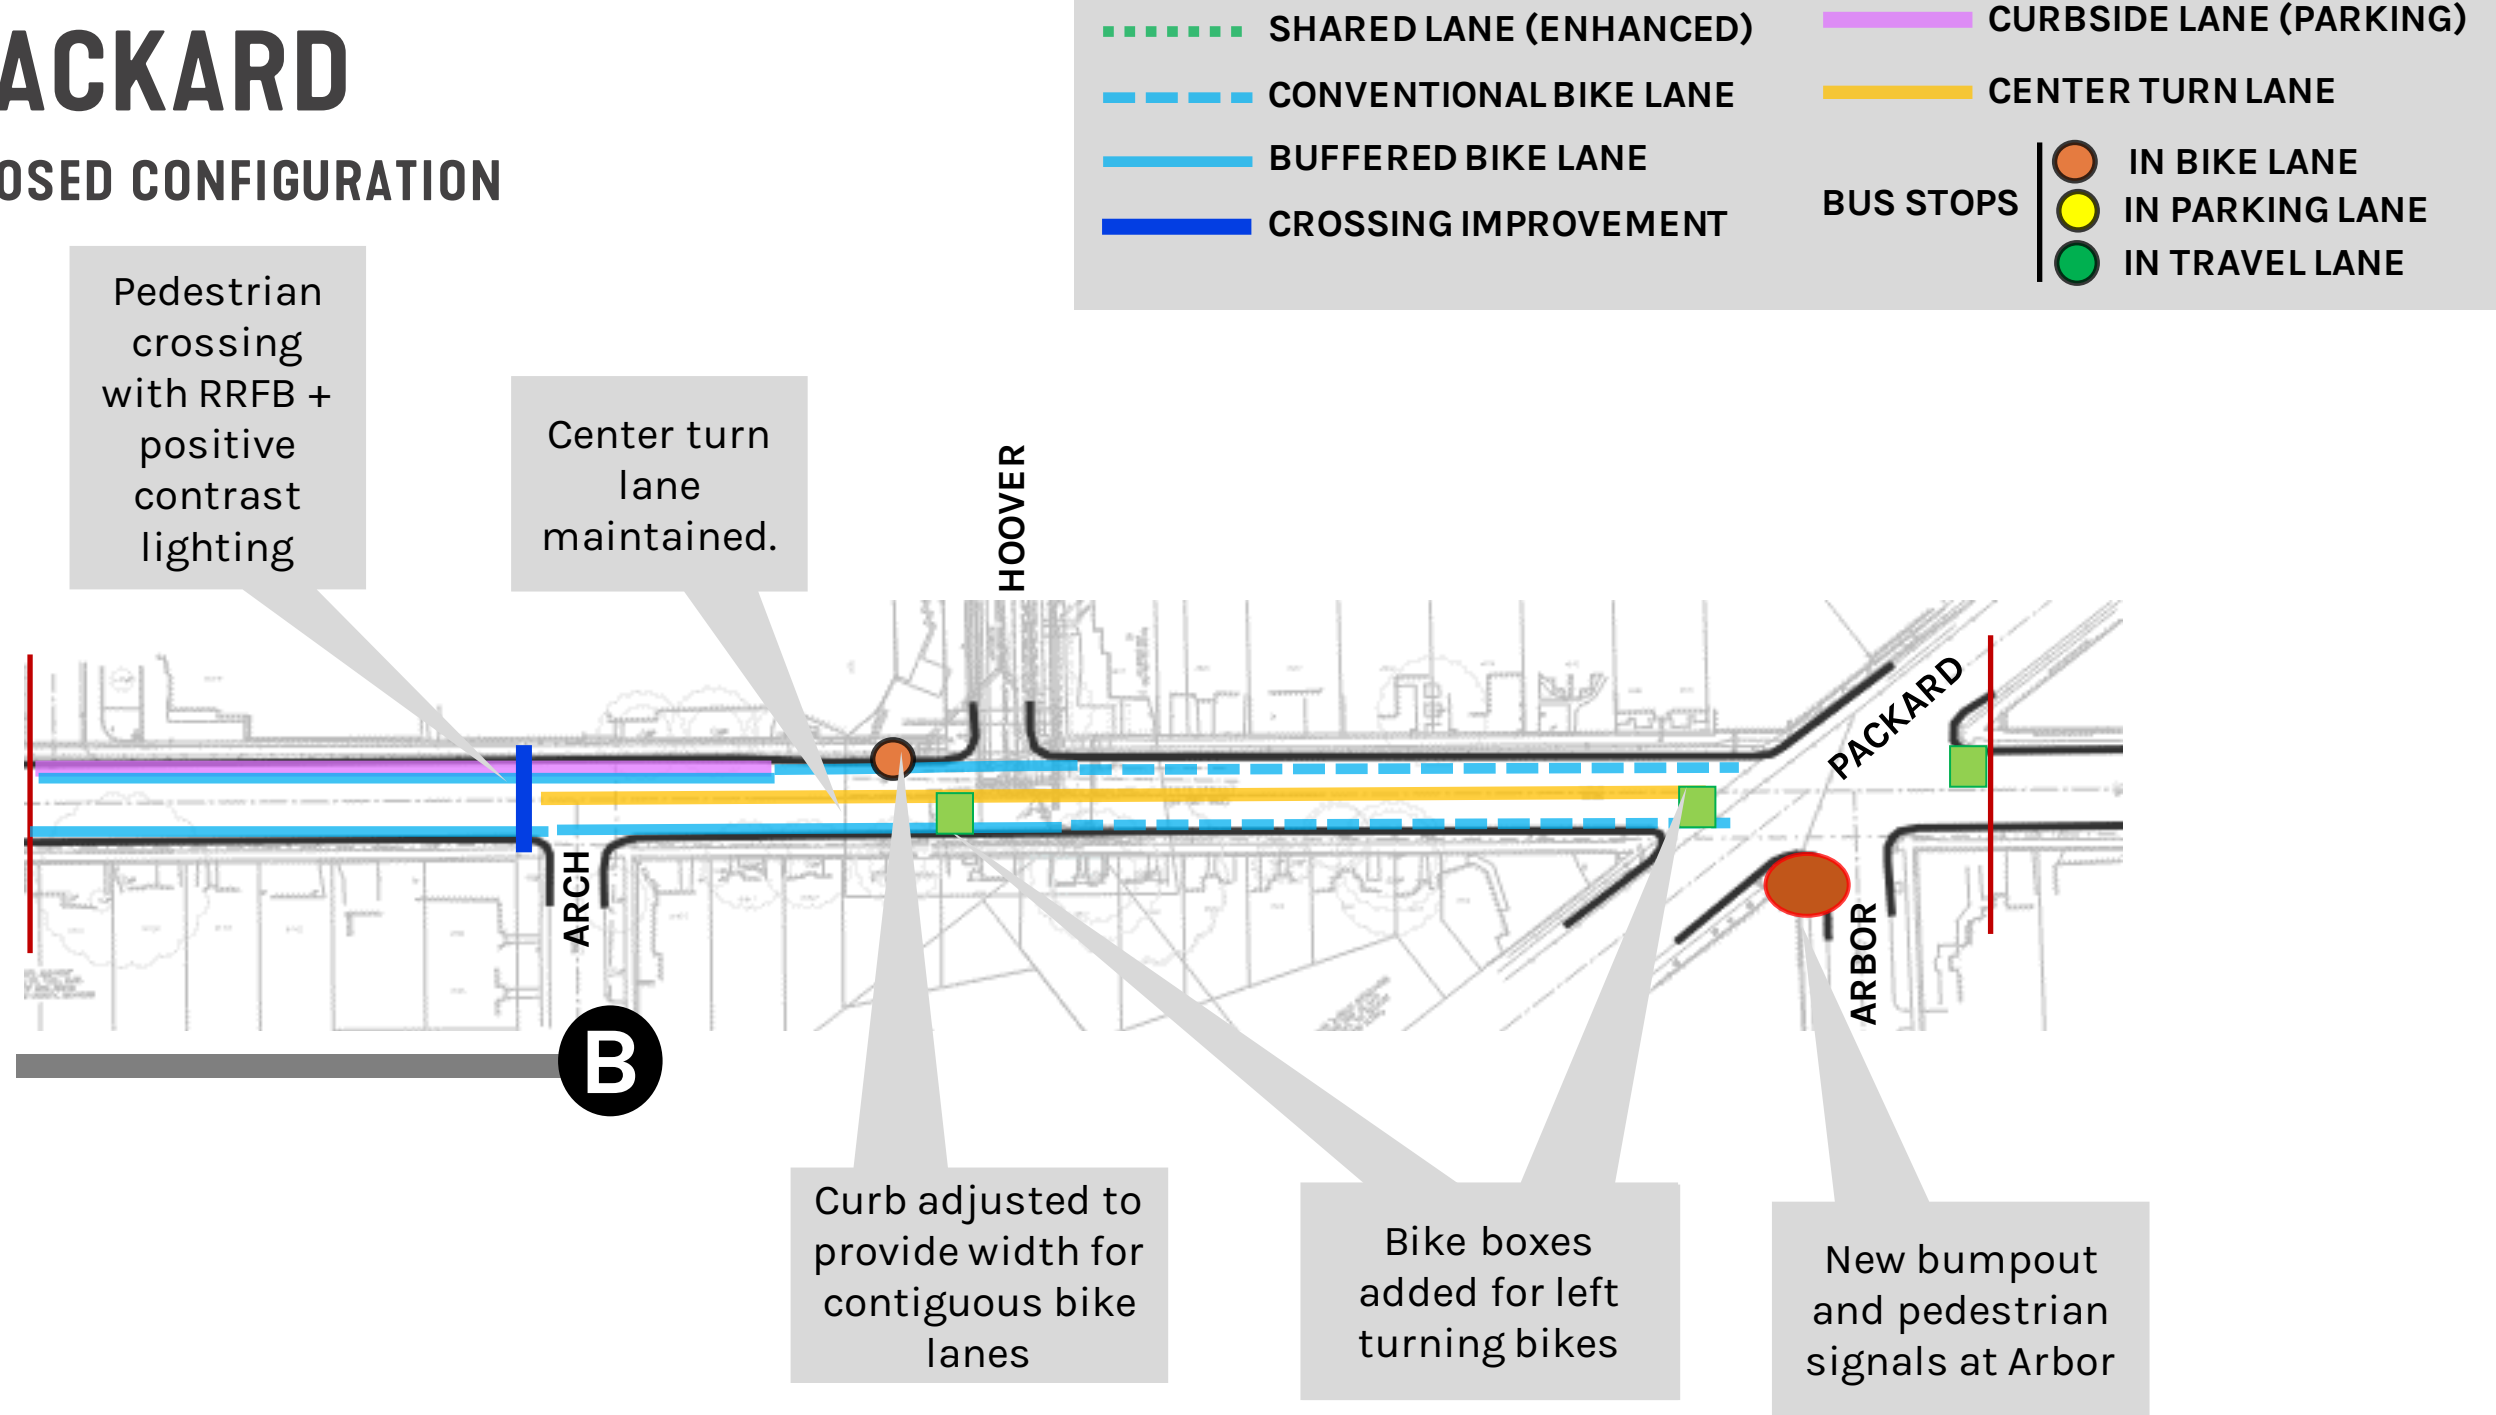 ACKARD
OSED CONFIGURATION
SHARED LANE (ENHANCED)
CONVENTIONAL BIKE LANE
BUFFERED BIKE LANE
CROSSING IMPROVEMENT
CURBSIDE LANE (PARKING)
CENTER TURN LANE
BUS STOPS
IN BIKE LANE
IN PARKING LANE
IN TRAVEL LANE
Pedestrian
crossing
with RRFB +
positive
contrast
lighting
Center turn
lane
maintained.
HOOVER
PACKARD
ARCH
ARBOR
B
Curb adjusted to
provide width for
contiguous bike
lanes
Bike boxes
added for left
turning bikes
New bumpout
and pedestrian
signals at Arbor